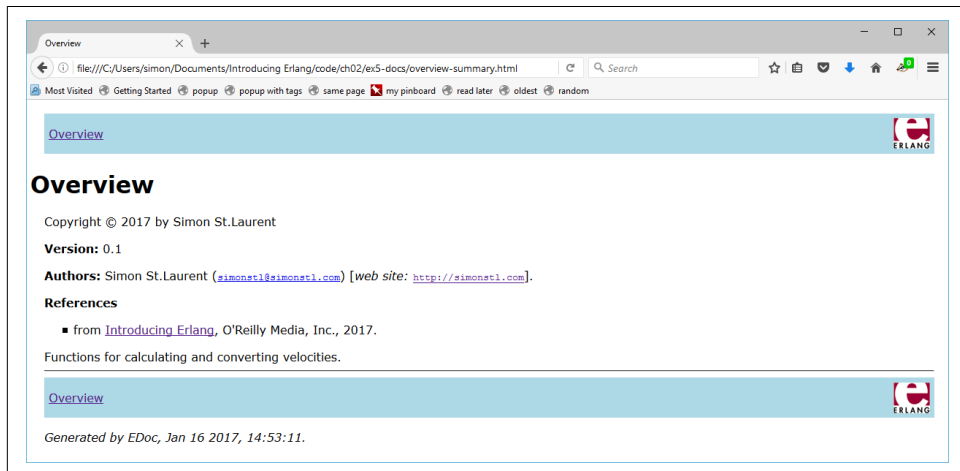 Overview
file:///C:/Users/simon/Documents/Introducing Erlang/code/ch02/ex5-docs/overview-summary.html
Search
0
Most Visited Getting Started popup popup with tags same page my pinboard read later oldest random
Overview
ERLANG
Overview
Copyright © 2017 by Simon St.Laurent
Version: 0.1
Authors: Simon St.Laurent (simonstl@simonstl.com) [web site: http://simonstl.com].
References
▪ from Introducing Erlang, O'Reilly Media, Inc., 2017.
Functions for calculating and converting velocities.
Overview
ERLANG
Generated by EDoc, Jan 16 2017, 14:53:11.